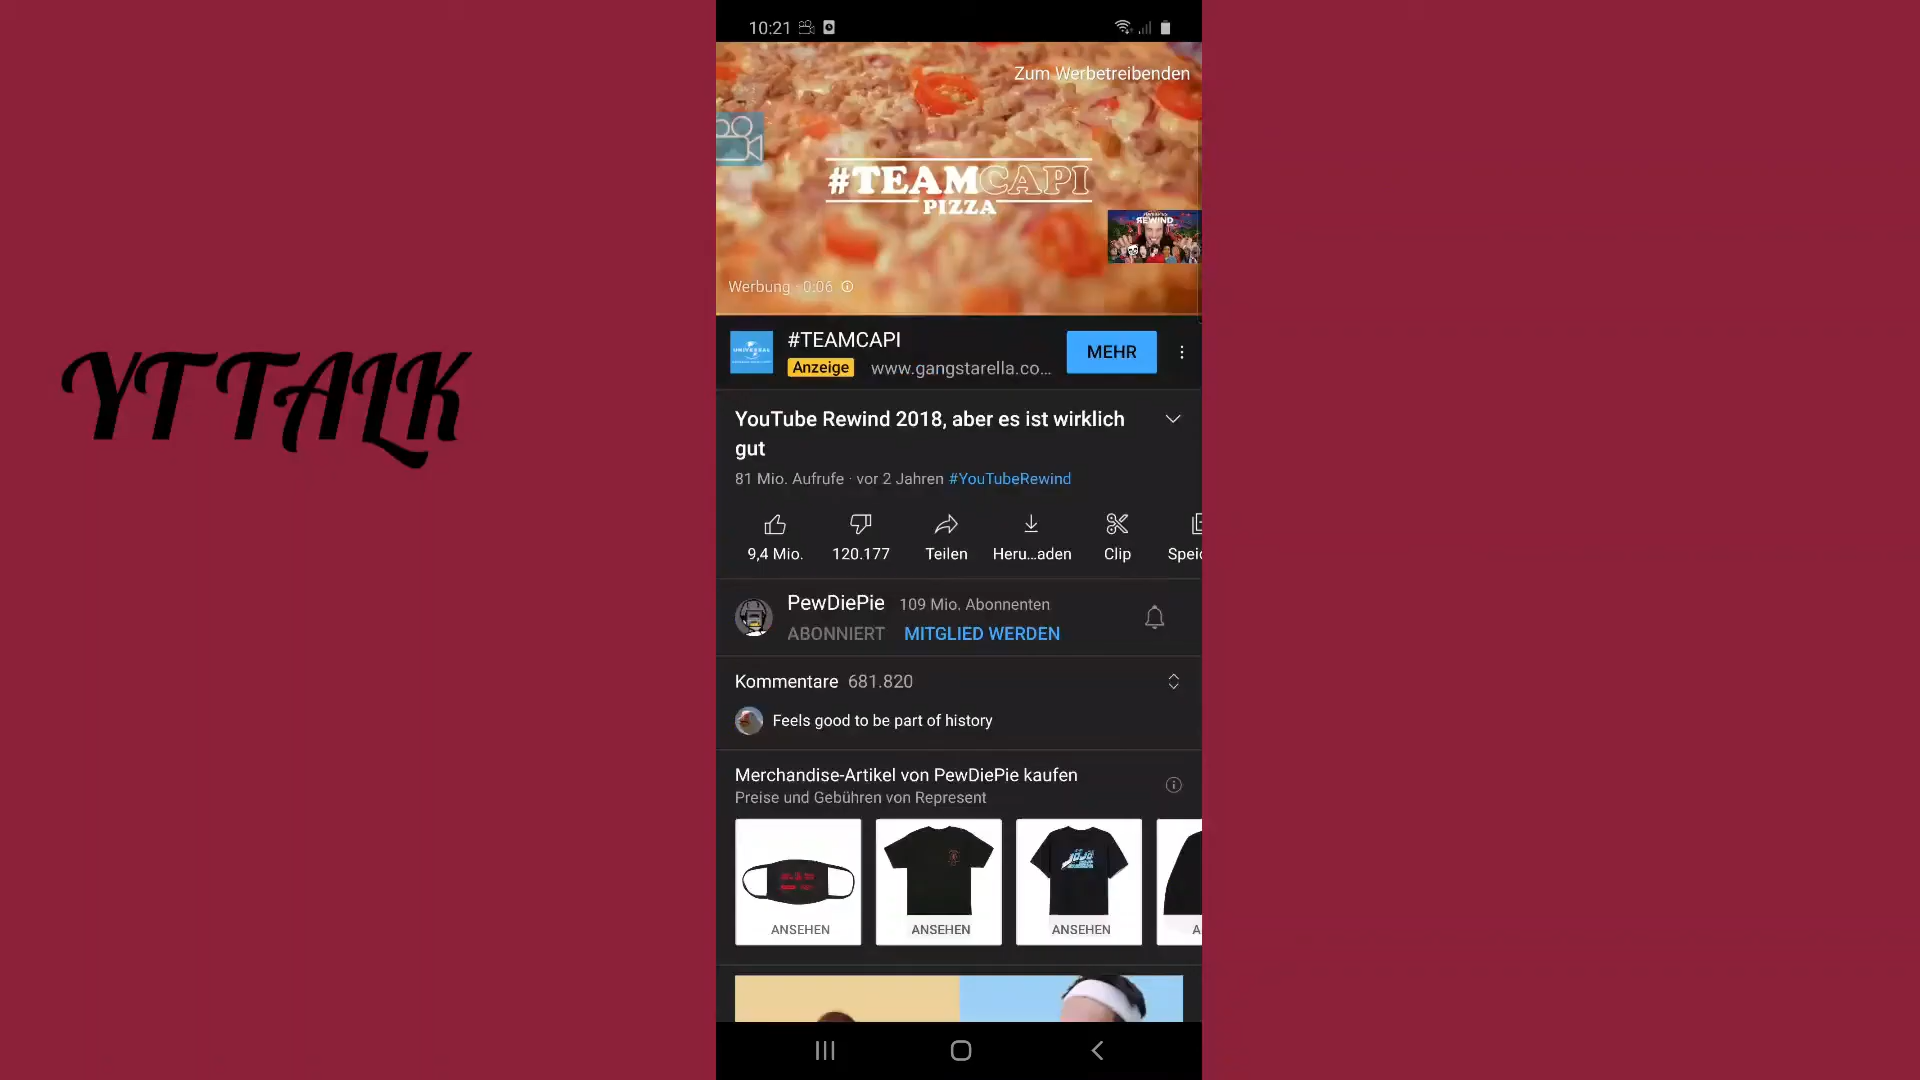 10:21
Zum Werbetreibenden
#TEAMCAPI
PIZZA
REWIND
Werbung · 0:06
UNIVERSAL
#TEAMCAPI
Anzeige www.gangstarella.co...
MEHR
YT TALK
YouTube Rewind 2018, aber es ist wirklich
gut
81 Mio. Aufrufe · vor 2 Jahren #YouTubeRewind
9,4 Mio. 120.177 Teilen Heru...aden Clip Speic
PewDiePie 109 Mio. Abonnenten
ABONNIERT MITGLIED WERDEN
Kommentare 681.820
Feels good to be part of history
Merchandise-Artikel von PewDiePie kaufen
Preise und Gebühren von Represent
ANSEHEN ANSEHEN ANSEHEN A